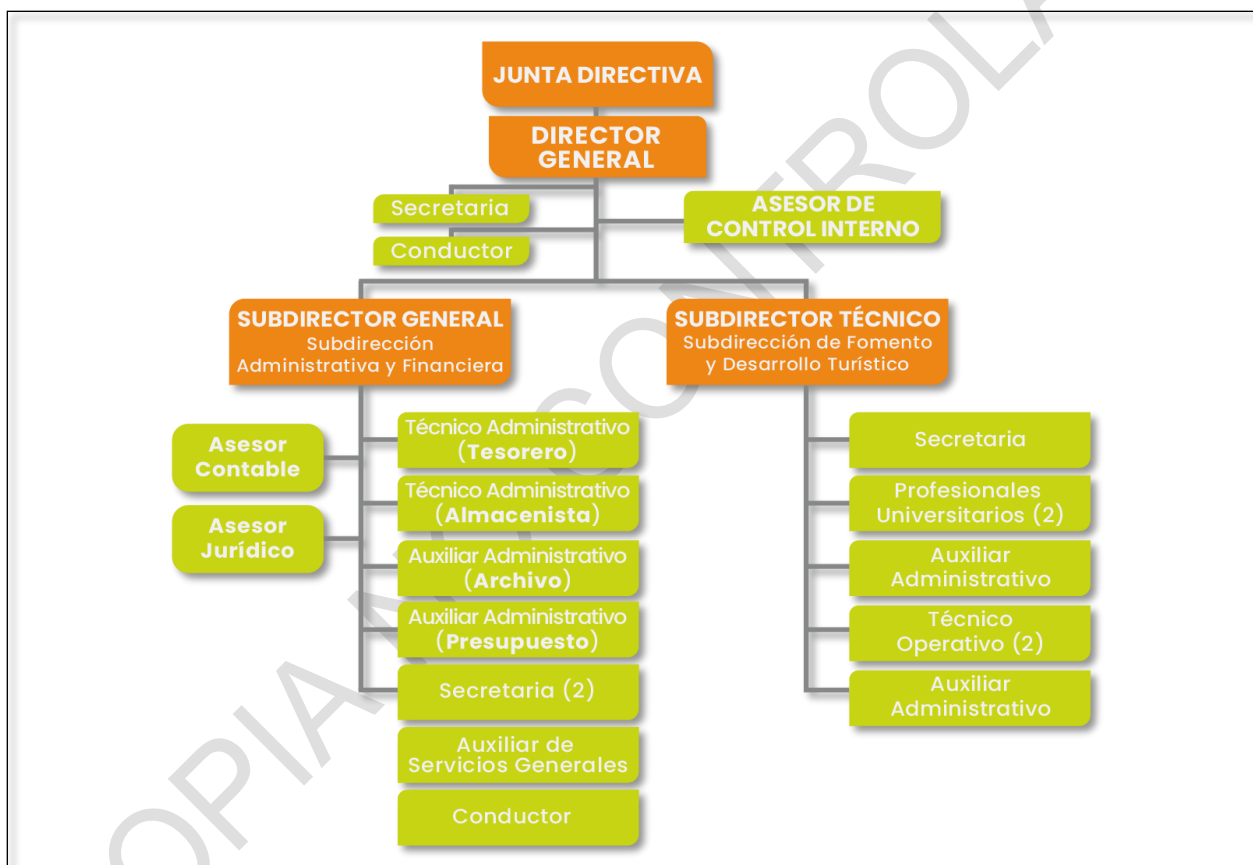 JUNTA DIRECTIVA
DIRECTOR
GENERAL
Secretaria
Conductor
ASESOR DE
CONTROL INTERNO
SUBDIRECTOR GENERAL
Subdirección
Administrativa y Financiera
SUBDIRECTOR TÉCNICO
Subdirección de Fomento
y Desarrollo Turístico
Asesor
Contable
Asesor
Jurídico
Técnico Administrativo
(Tesorero)
Técnico Administrativo
(Almacenista)
Auxiliar Administrativo
(Archivo)
Auxiliar Administrativo
(Presupuesto)
Secretaria (2)
Auxiliar de
Servicios Generales
Conductor
Secretaria
Profesionales
Universitarios (2)
Auxiliar
Administrativo
Técnico
Operativo (2)
Auxiliar
Administrativo